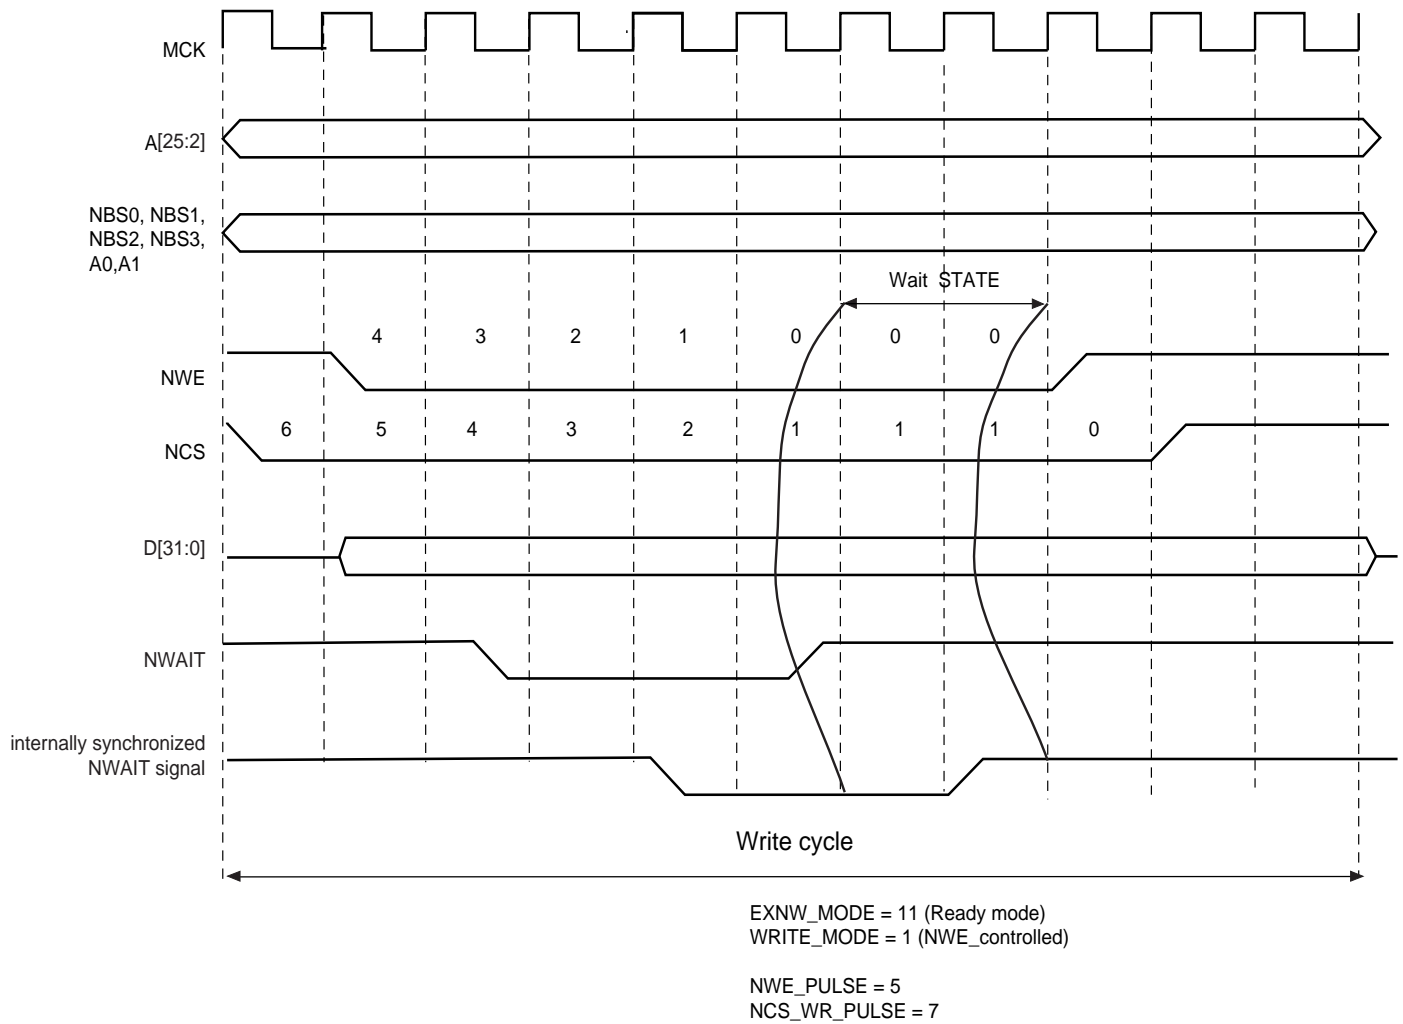 MCK
A[25:2]
NBS0, NBS1,
NBS2, NBS3,
A0,A1
Wait STATE
4 3 2 1 0 0 0
NWE
6 5 4 3 2 1 1 1 0
NCS
D[31:0]
NWAIT
internally synchronized
NWAIT signal
Write cycle
EXNW_MODE = 11 (Ready mode)
WRITE_MODE = 1 (NWE_controlled)
NWE_PULSE = 5
NCS_WR_PULSE = 7